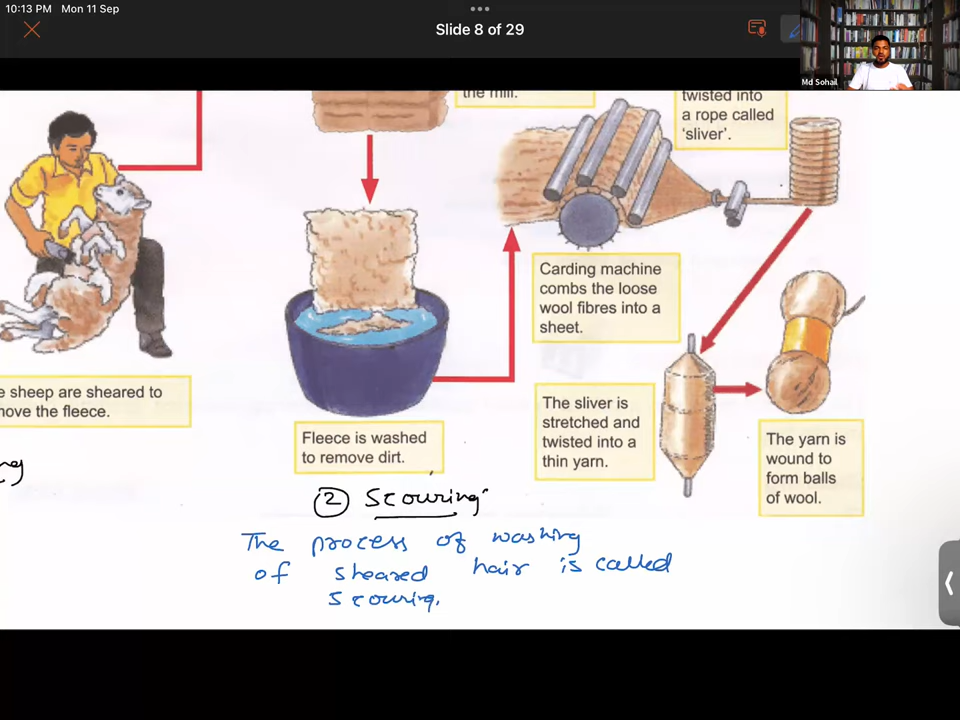 10:13 PM Mon 11 Sep
Slide 8 of 29
Md Sohail
the mill.
twisted into
a rope called
'sliver'.
Carding machine
combs the loose
wool fibres into a
sheet.
e sheep are sheared to
nove the fleece.
Fleece is washed
to remove dirt.
The sliver is
stretched and
twisted into a
thin yarn.
The yarn is
wound to
form balls
of wool.
ng
2 Scouring
The process of washing
of sheared hair is called
Scouring.